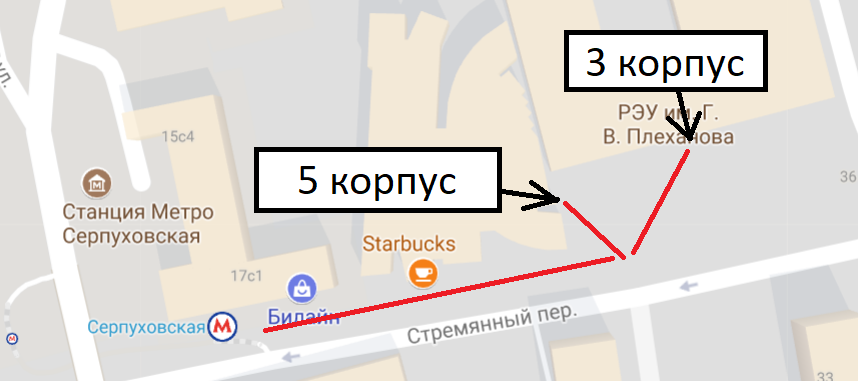 ул.
3 корпус
РЭУ им. Г.
В. Плеханова
15с4
5 корпус
36
Станция Метро
Серпуховская
Starbucks
17с1
Билайн
Серпуховская
М
Стремянный пер.
33